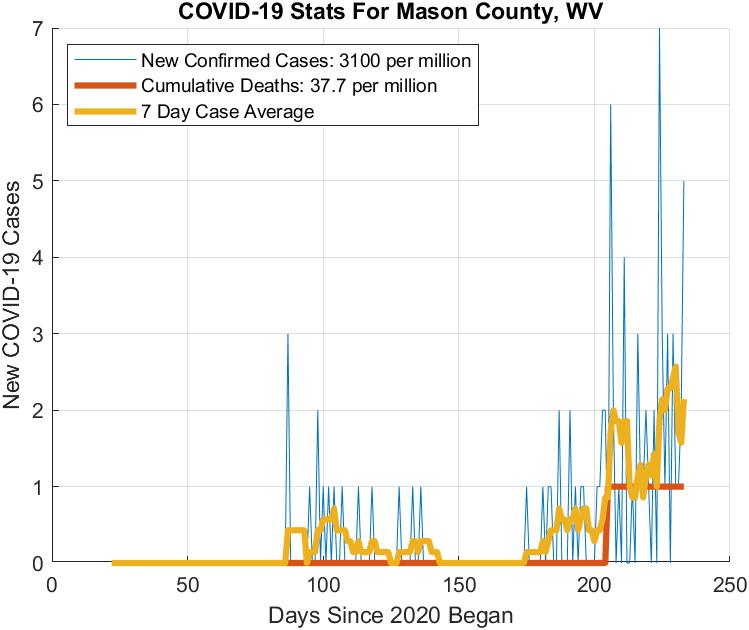 COVID-19 Stats For Mason County, WV
New Confirmed Cases: 3100 per million
Cumulative Deaths: 37.7 per million
7 Day Case Average
New COVID-19 Cases
7
6
5
4
3
2
1
0
0 50 100 150 200 250
Days Since 2020 Began